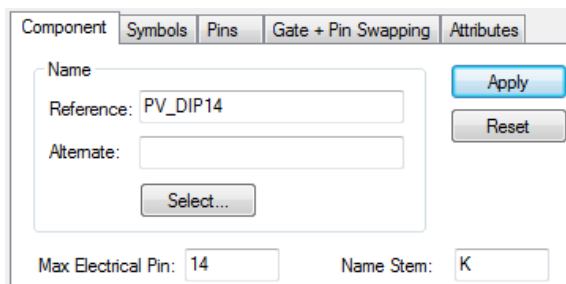 Component Symbols Pins Gate + Pin Swapping Attributes
Name
Apply
Reference: PV_DIP14
Reset
Alternate:
Select...
Max Electrical Pin: 14 Name Stem: K